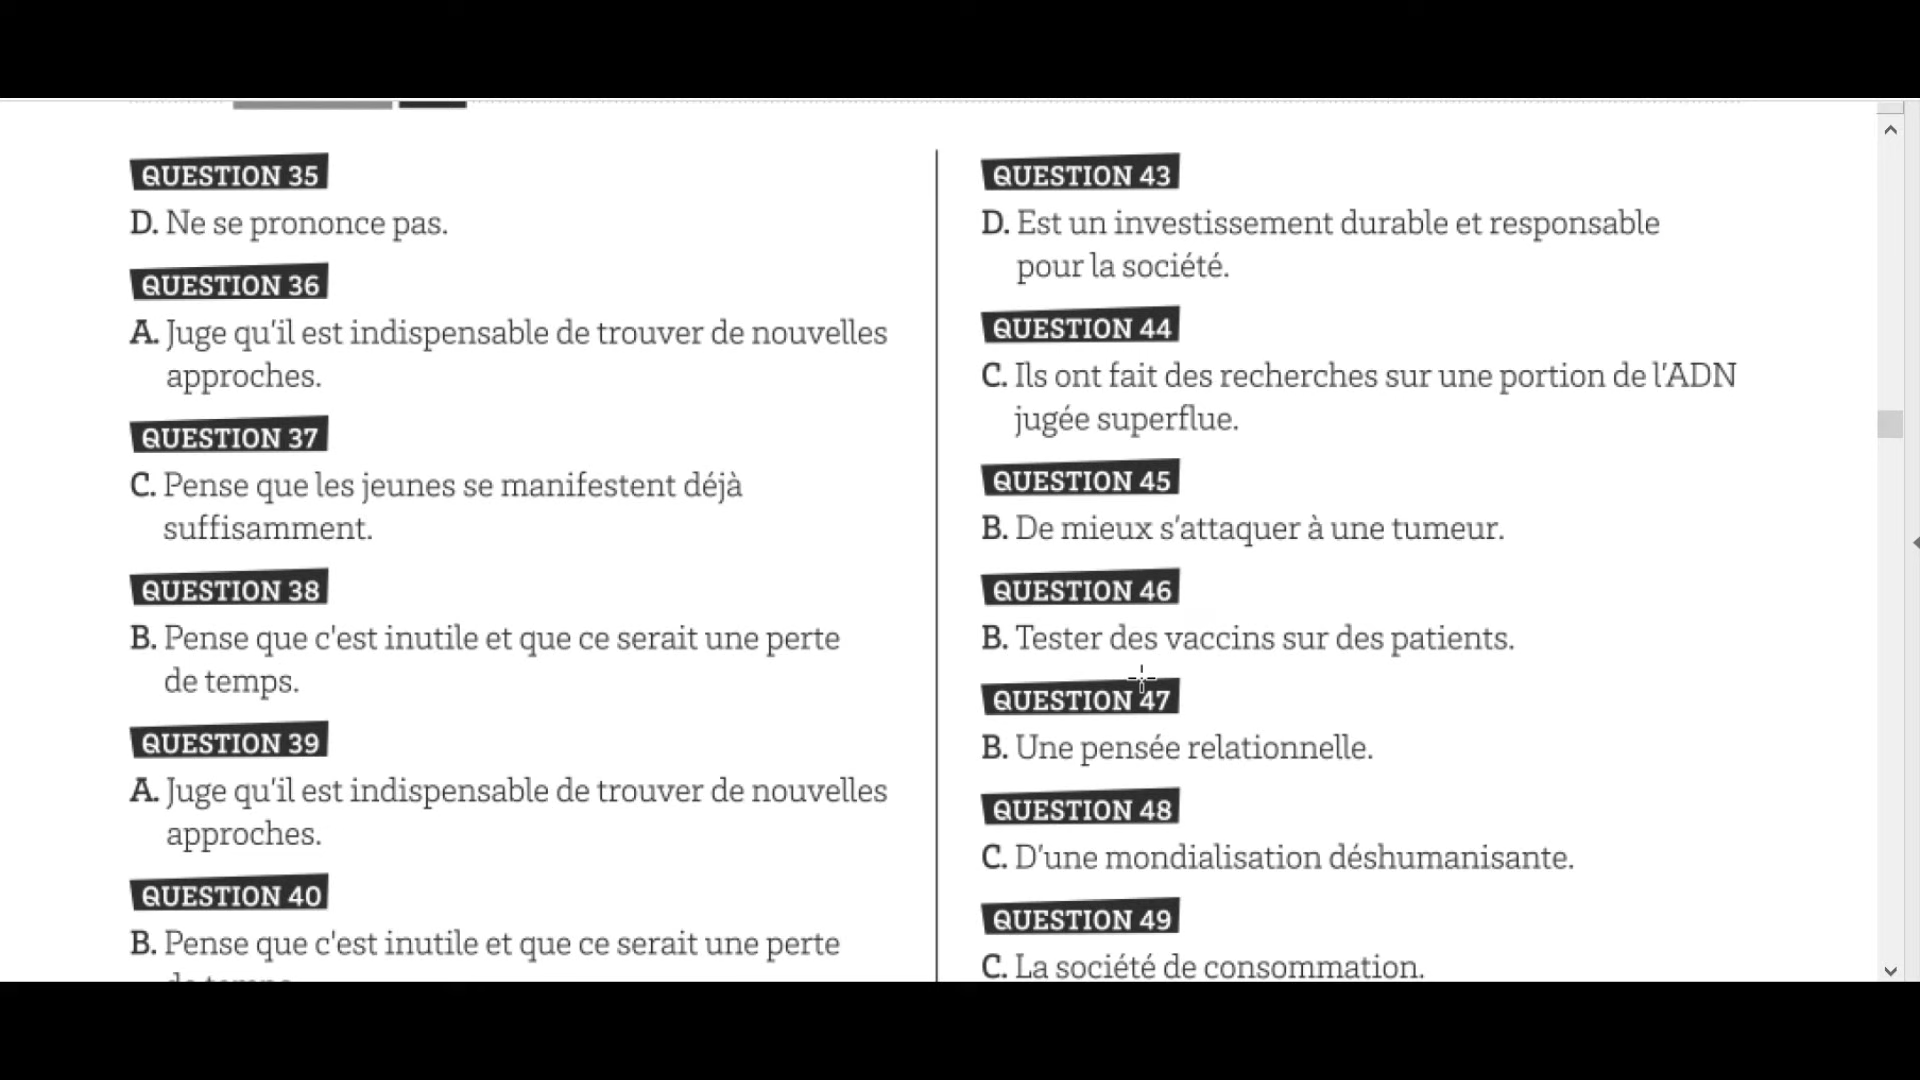 QUESTION 35
D. Ne se prononce pas.
QUESTION 36
A. Juge qu'il est indispensable de trouver de nouvelles
approches.
QUESTION 37
C. Pense que les jeunes se manifestent déjà
suffisamment.
QUESTION 38
B. Pense que c'est inutile et que ce serait une perte
de temps.
QUESTION 39
A. Juge qu'il est indispensable de trouver de nouvelles
approches.
QUESTION 40
B. Pense que c'est inutile et que ce serait une perte
QUESTION 43
D. Est un investissement durable et responsable
pour la société.
QUESTION 44
C. Ils ont fait des recherches sur une portion de l'ADN
jugée superflue.
QUESTION 45
B. De mieux s'attaquer à une tumeur.
QUESTION 46
B. Tester des vaccins sur des patients.
QUESTION 47
B. Une pensée relationnelle.
QUESTION 48
C. D'une mondialisation déshumanisante.
QUESTION 49
C. La société de consommation.